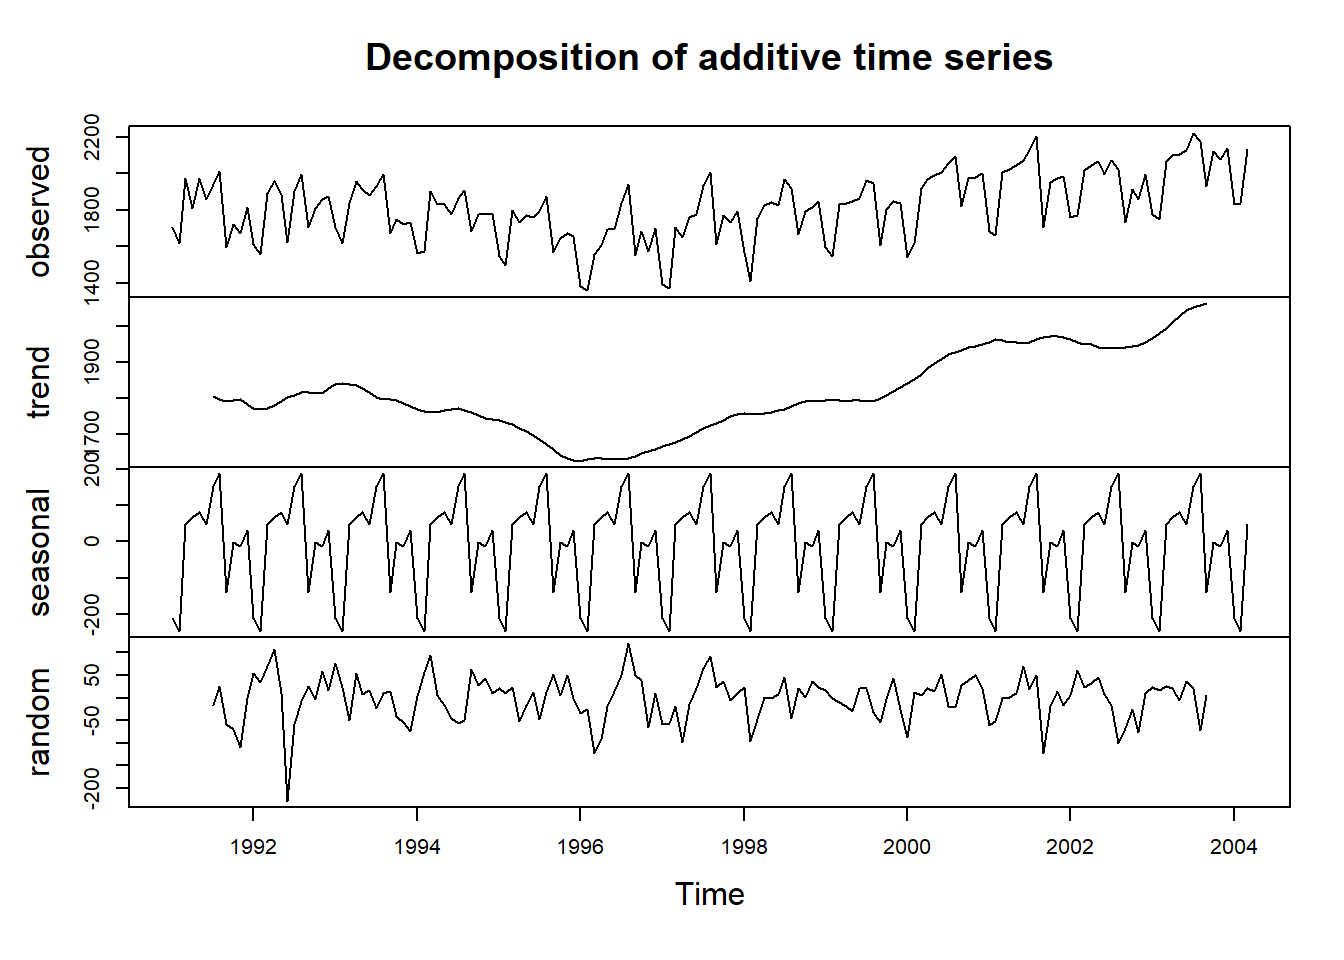 Decomposition of additive time series
observed
1400 1800 2200
trend
1700 1900
seasonal
-200 0 200
random
-200 -50 50
1992 1994 1996 1998 2000 2002 2004
Time